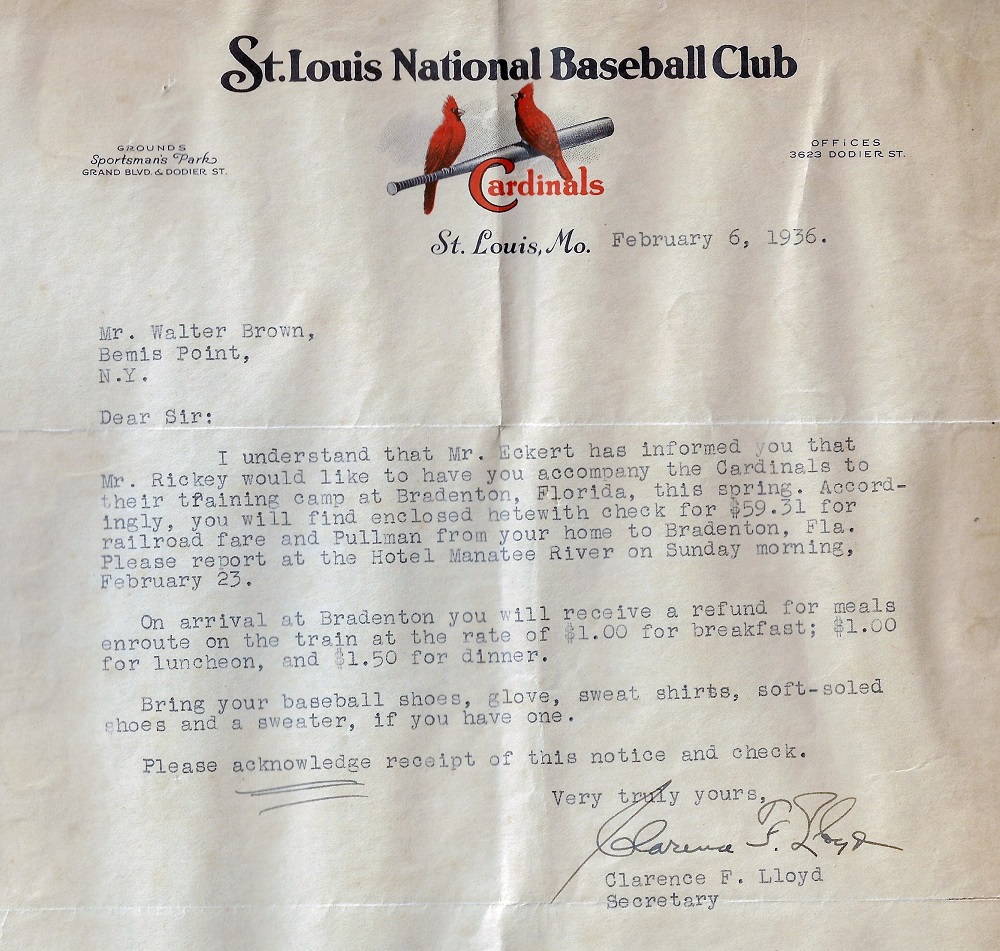 St. Louis National Baseball Club
GROUNDS
Sportsman's Park
GRAND BLVD. & DODIER ST.
OFFICES
3623 DODIER ST.
Cardinals
St. Louis, Mo. February 6, 1936.
Mr. Walter Brown,
Bemis Point,
N.Y.
Dear Sir:
I understand that Mr. Eckert has informed you that
Mr. Rickey would like to have you accompany the Cardinals to
their training camp at Bradenton, Florida, this spring. Accord-
ingly, you will find enclosed hetewith check for $59.31 for
railroad fare and Pullman from your home to Bradenton, Fla.
Please report at the Hotel Manatee River on Sunday morning,
February 23.
On arrival at Bradenton you will receive a refund for meals
enroute on the train at the rate of $1.00 for breakfast; $1.00
for luncheon, and $1.50 for dinner.
Bring your baseball shoes, glove, sweat shirts, soft-soled
shoes and a sweater, if you have one.
Please acknowledge receipt of this notice and check.
Very truly yours,
Clarence F. Lloyd
Clarence F. Lloyd
Secretary